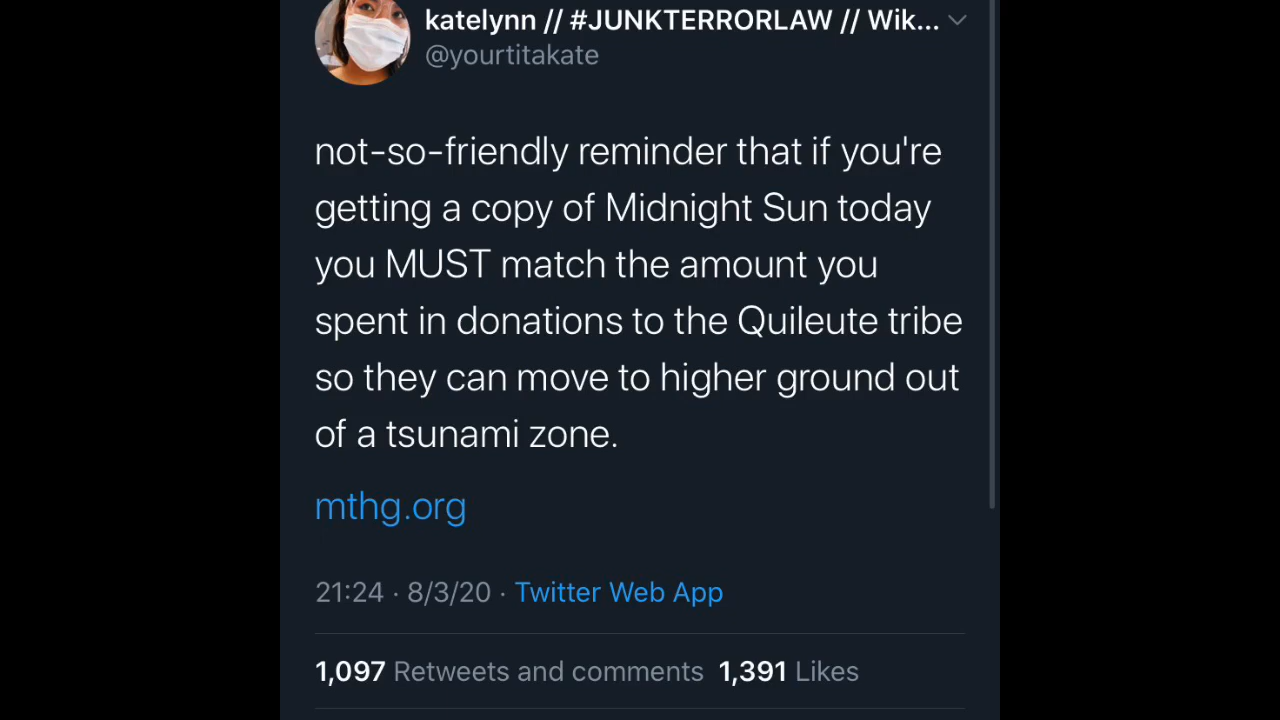 katelynn // #JUNKTERRORLAW // Wik...
@yourtitakate
not-so-friendly reminder that if you're
getting a copy of Midnight Sun today
you MUST match the amount you
spent in donations to the Quileute tribe
so they can move to higher ground out
of a tsunami zone.
mthg.org
21:24 · 8/3/20 · Twitter Web App
1,097 Retweets and comments 1,391 Likes